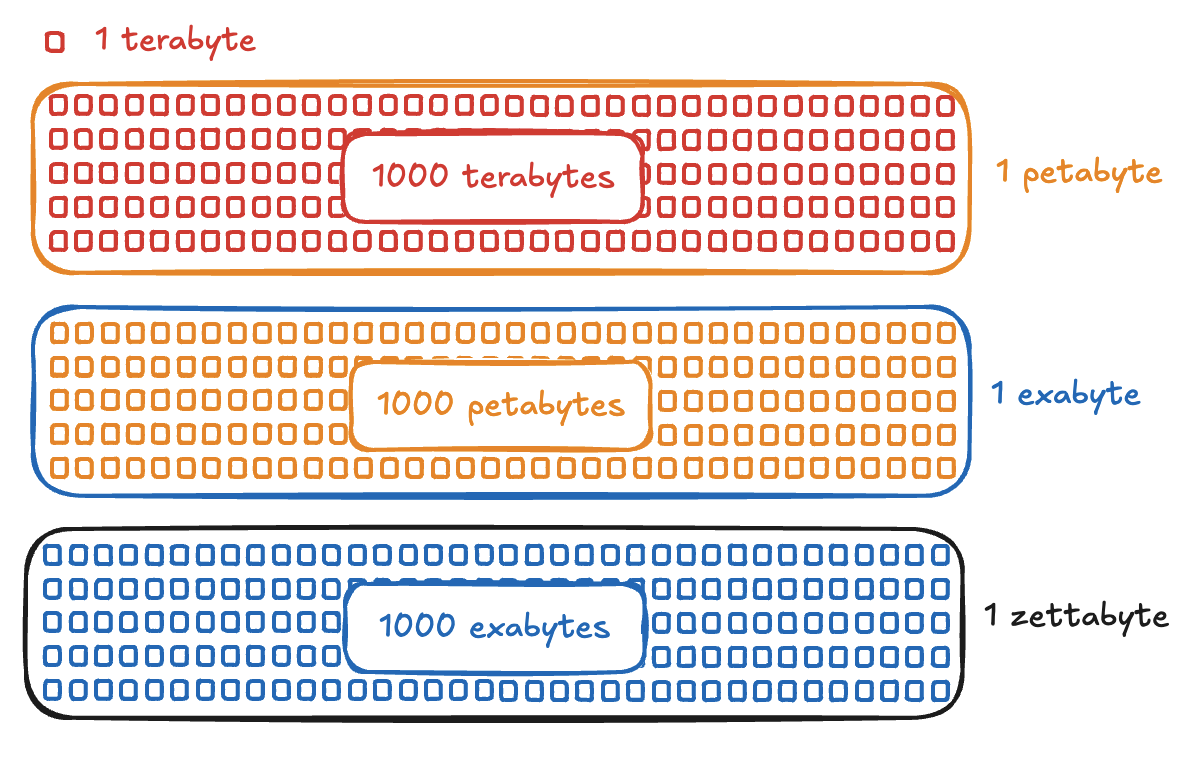 1 terabyte
1000 terabytes
1 petabyte
1000 petabytes
1 exabyte
1000 exabytes
1 zettabyte